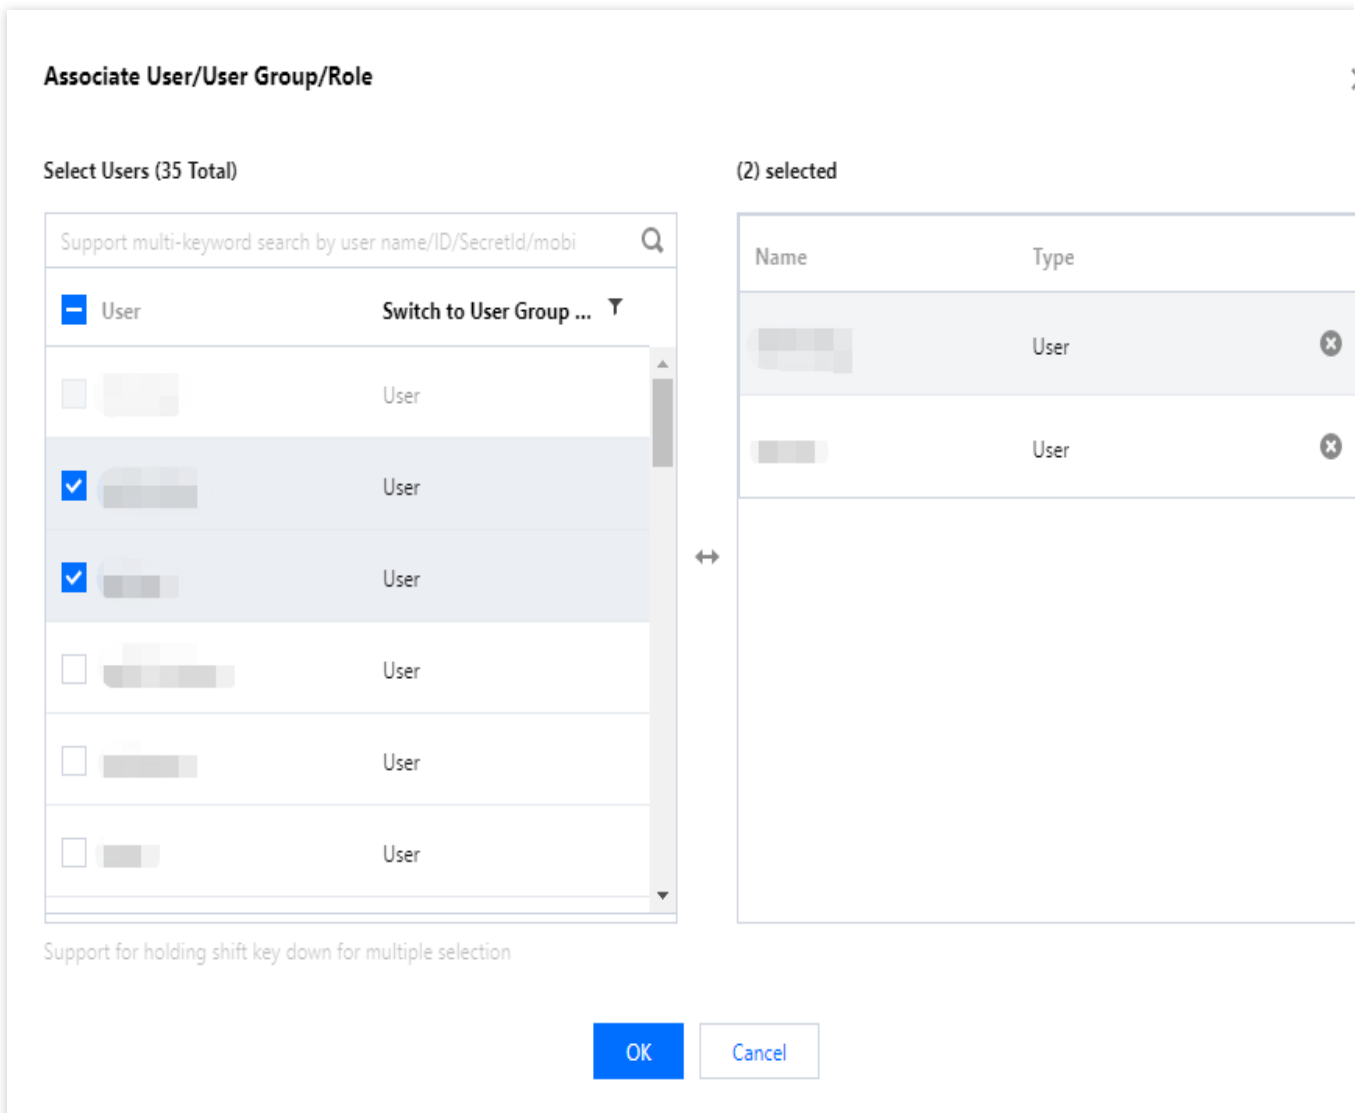 Associate User/User Group/Role
Select Users (35 Total)
Support multi-keyword search by user name/ID/SecretId/mobi
User Switch to User Group ...
User
User
User
User
User
User
Support for holding shift key down for multiple selection
(2) selected
Name Type
User
User
OK Cancel